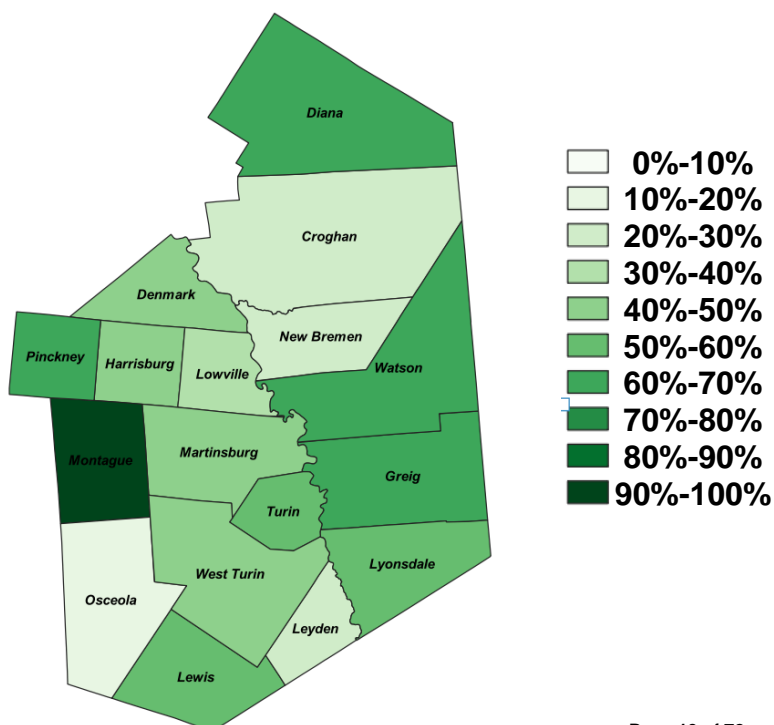 Diana
Croghan
Denmark
New Bremen
Pinckney
Harrisburg
Lowville
Watson
Montague
Martinsburg
Greig
Turin
Lyonsdale
West Turin
Osceola
Leyden
Lewis
0%-10%
10%-20%
20%-30%
30%-40%
40%-50%
50%-60%
60%-70%
70%-80%
80%-90%
90%-100%